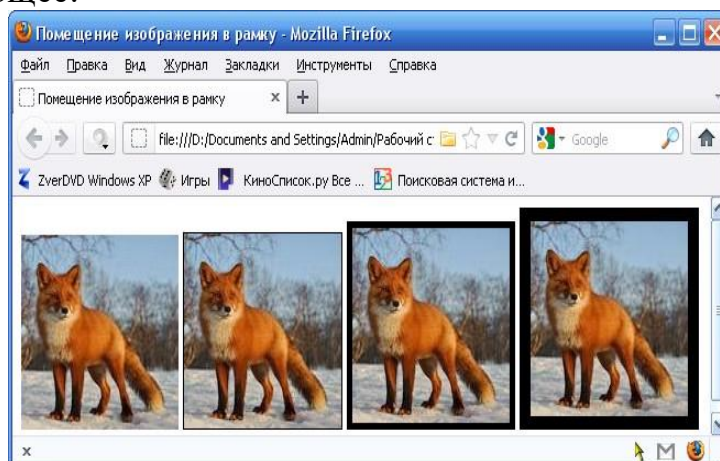 Помещение изображения в рамку - Mozilla Firefox
Файл Правка Вид Журнал Закладки Инструменты Справка
Помещение изображения в рамку x +
file:///D:/Documents and Settings/Admin/Рабочий с Google
ZverDVD Windows XP Игры КиноСписок.ру Все ... Поисковая система и...
x